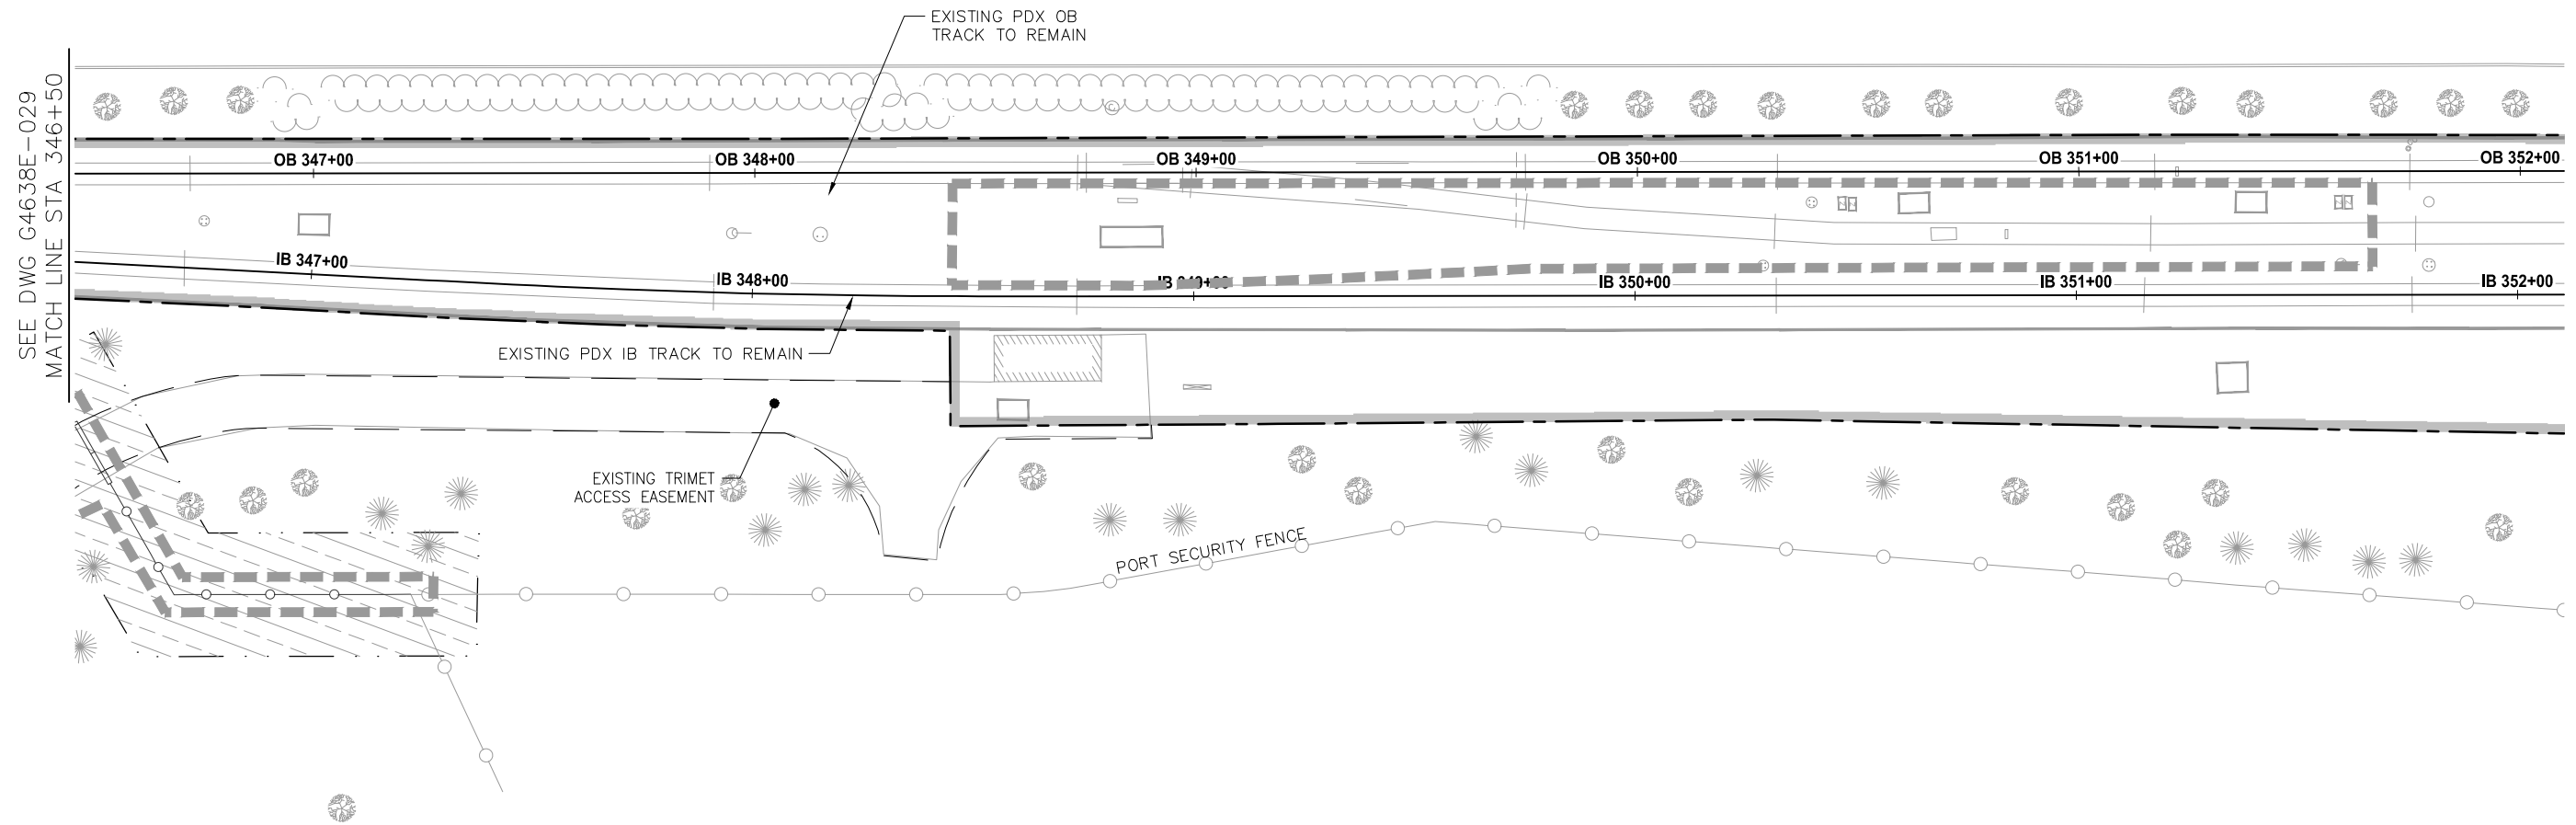 EXISTING PDX OB
TRACK TO REMAIN
SEE DWG G4638E-029
MATCH LINE STA 346+50
OB 347+00
OB 348+00
OB 349+00
OB 350+00
OB 351+00
OB 352+00
IB 347+00
IB 348+00
IB 349+00
IB 350+00
IB 351+00
IB 352+00
EXISTING PDX IB TRACK TO REMAIN
EXISTING TRIMET
ACCESS EASEMENT
PORT SECURITY FENCE